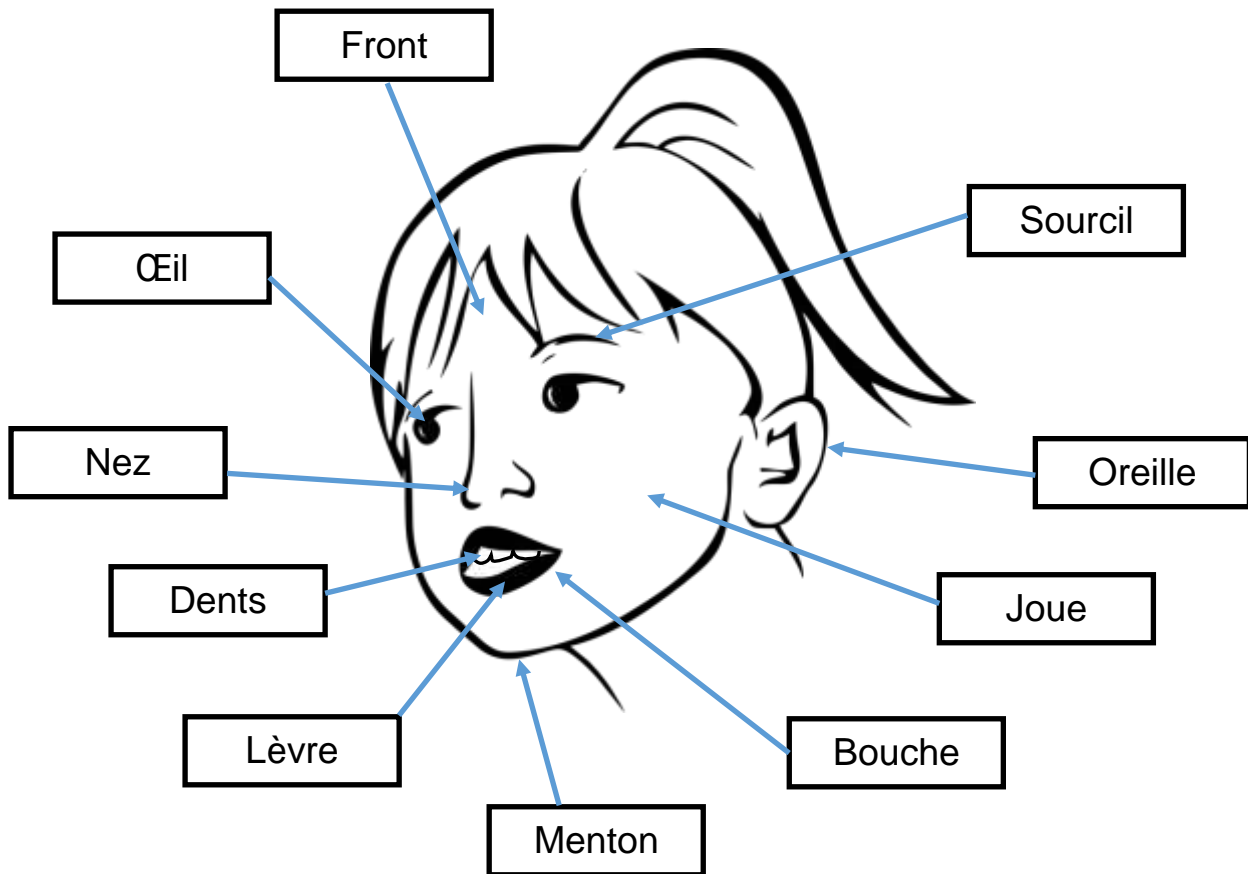 Front
Sourcil
Œil
Nez
Oreille
Dents
Joue
Lèvre
Bouche
Menton